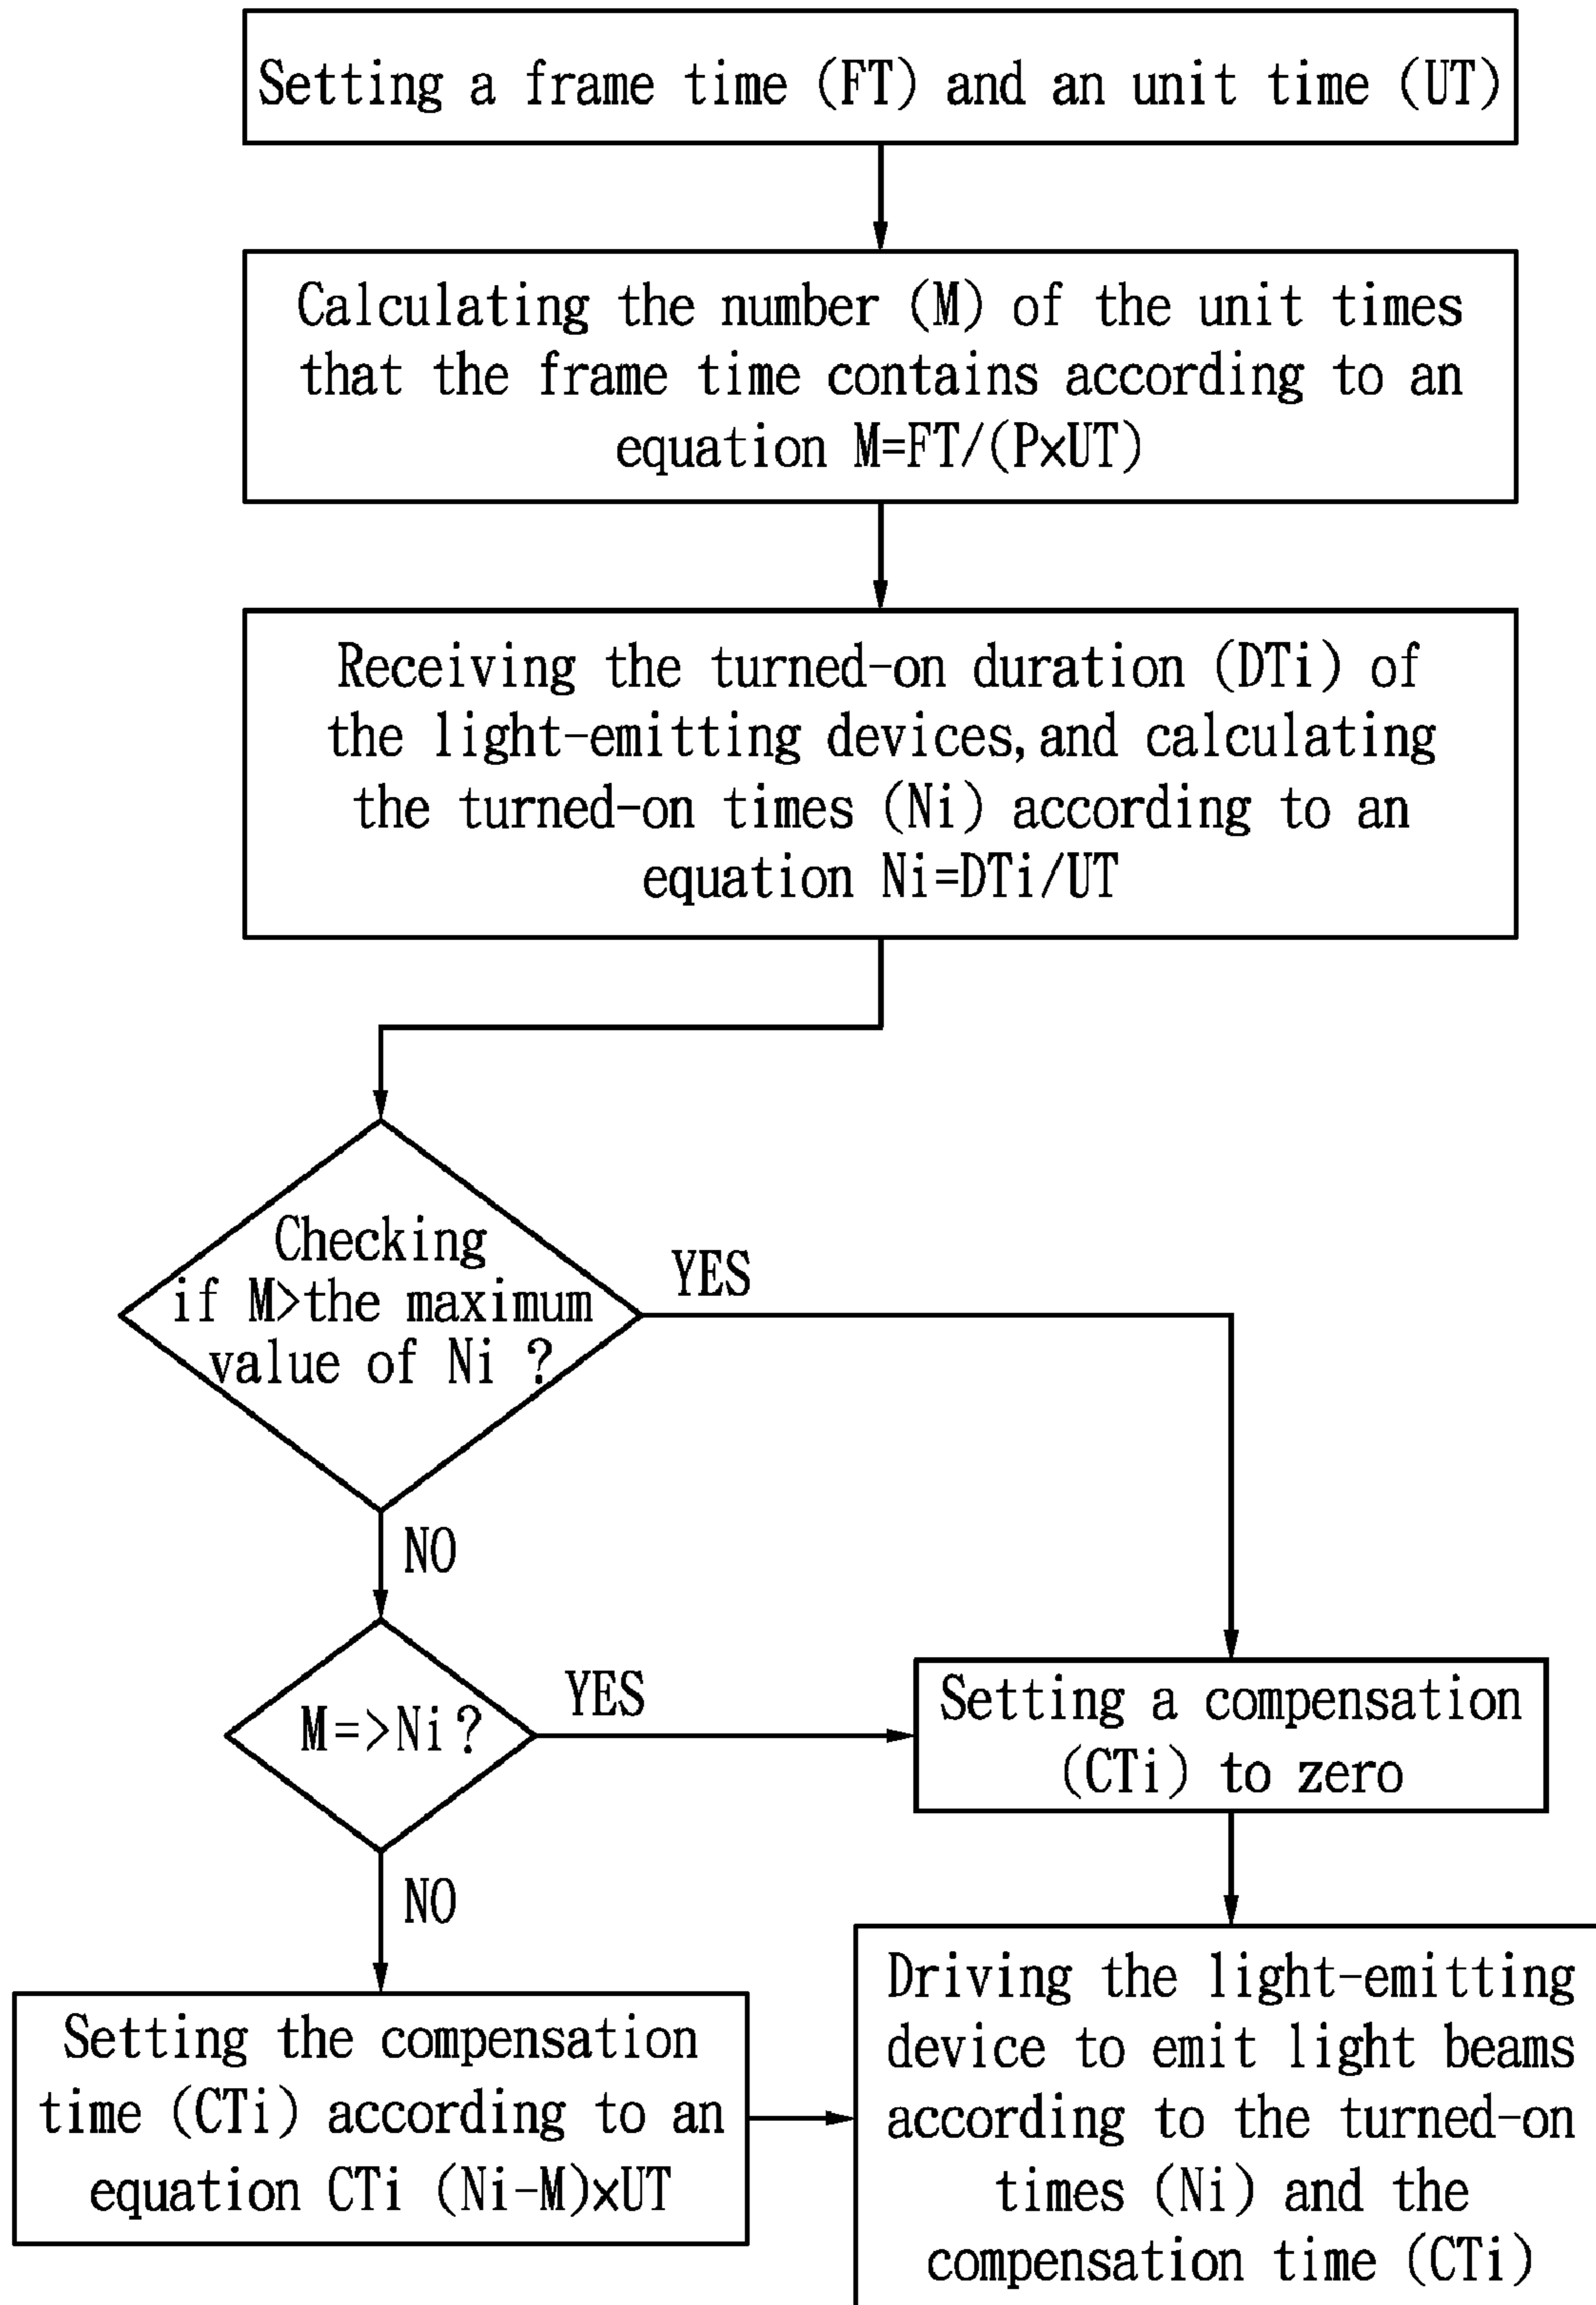 Setting a frame time (FT) and an unit time (UT)
Calculating the number (M) of the unit times
that the frame time contains according to an
equation M=FT/(P×UT)
Receiving the turned-on duration (DTi) of
the light-emitting devices, and calculating
the turned-on times (Ni) according to an
equation Ni=DTi/UT
Checking
if M>the maximum
value of Ni ?
YES
NO
M=>Ni?
YES
Setting a compensation
(CTi) to zero
NO
Setting the compensation
time (CTi) according to an
equation CTi (Ni-M)×UT
Driving the light-emitting
device to emit light beams
according to the turned-on
times (Ni) and the
compensation time (CTi)